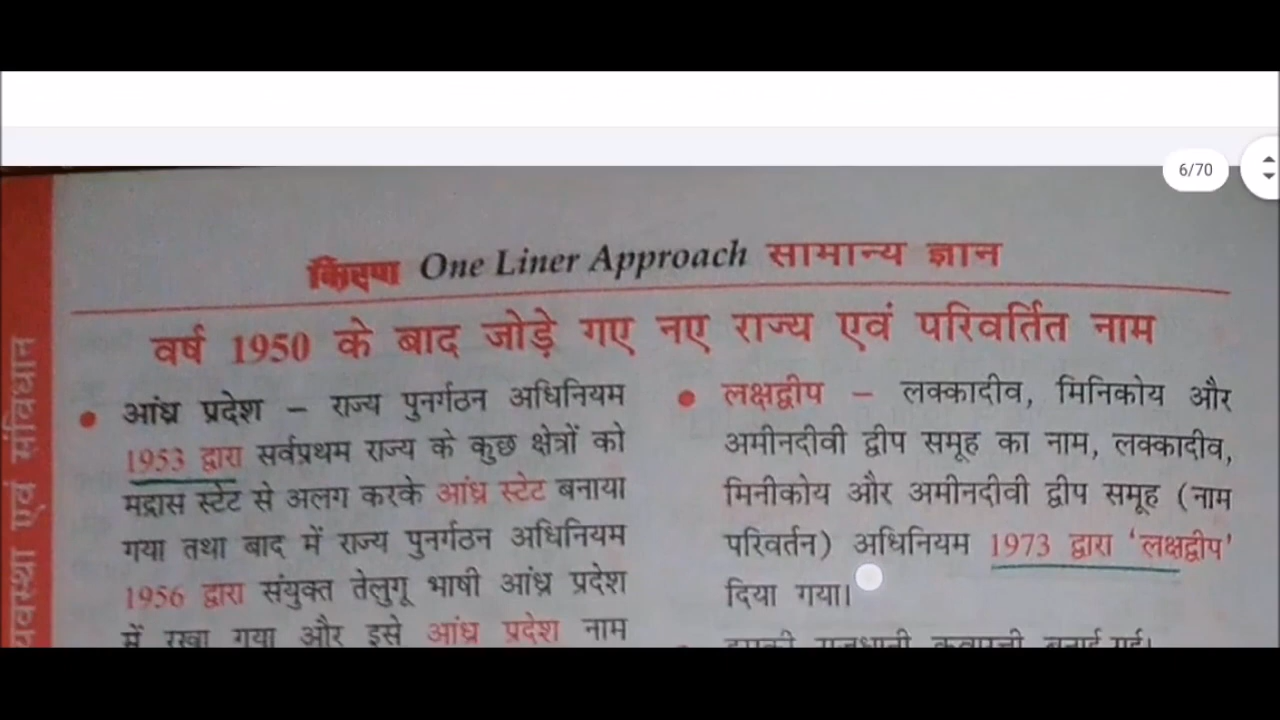 6/70
किरण One Liner Approach सामान्य ज्ञान
वर्ष 1950 के बाद जोड़े गए नए राज्य एवं परिवर्तित नाम
आंध्र प्रदेश – राज्य पुनर्गठन अधिनियम
1953 द्वारा सर्वप्रथम राज्य के कुछ क्षेत्रों को
मद्रास स्टेट से अलग करके आंध्र स्टेट बनाया
गया तथा बाद में राज्य पुनर्गठन अधिनियम
1956 द्वारा संयुक्त तेलुगू भाषी आंध्र प्रदेश
में रखा गया और इसे आंध्र प्रदेश नाम
लक्षद्वीप – लक्कादीव, मिनिकोय और
अमीनदीवी द्वीप समूह का नाम, लक्कादीव,
मिनीकोय और अमीनदीवी द्वीप समूह (नाम
परिवर्तन) अधिनियम 1973 द्वारा ‘लक्षद्वीप’
दिया गया।
एवं संविधान